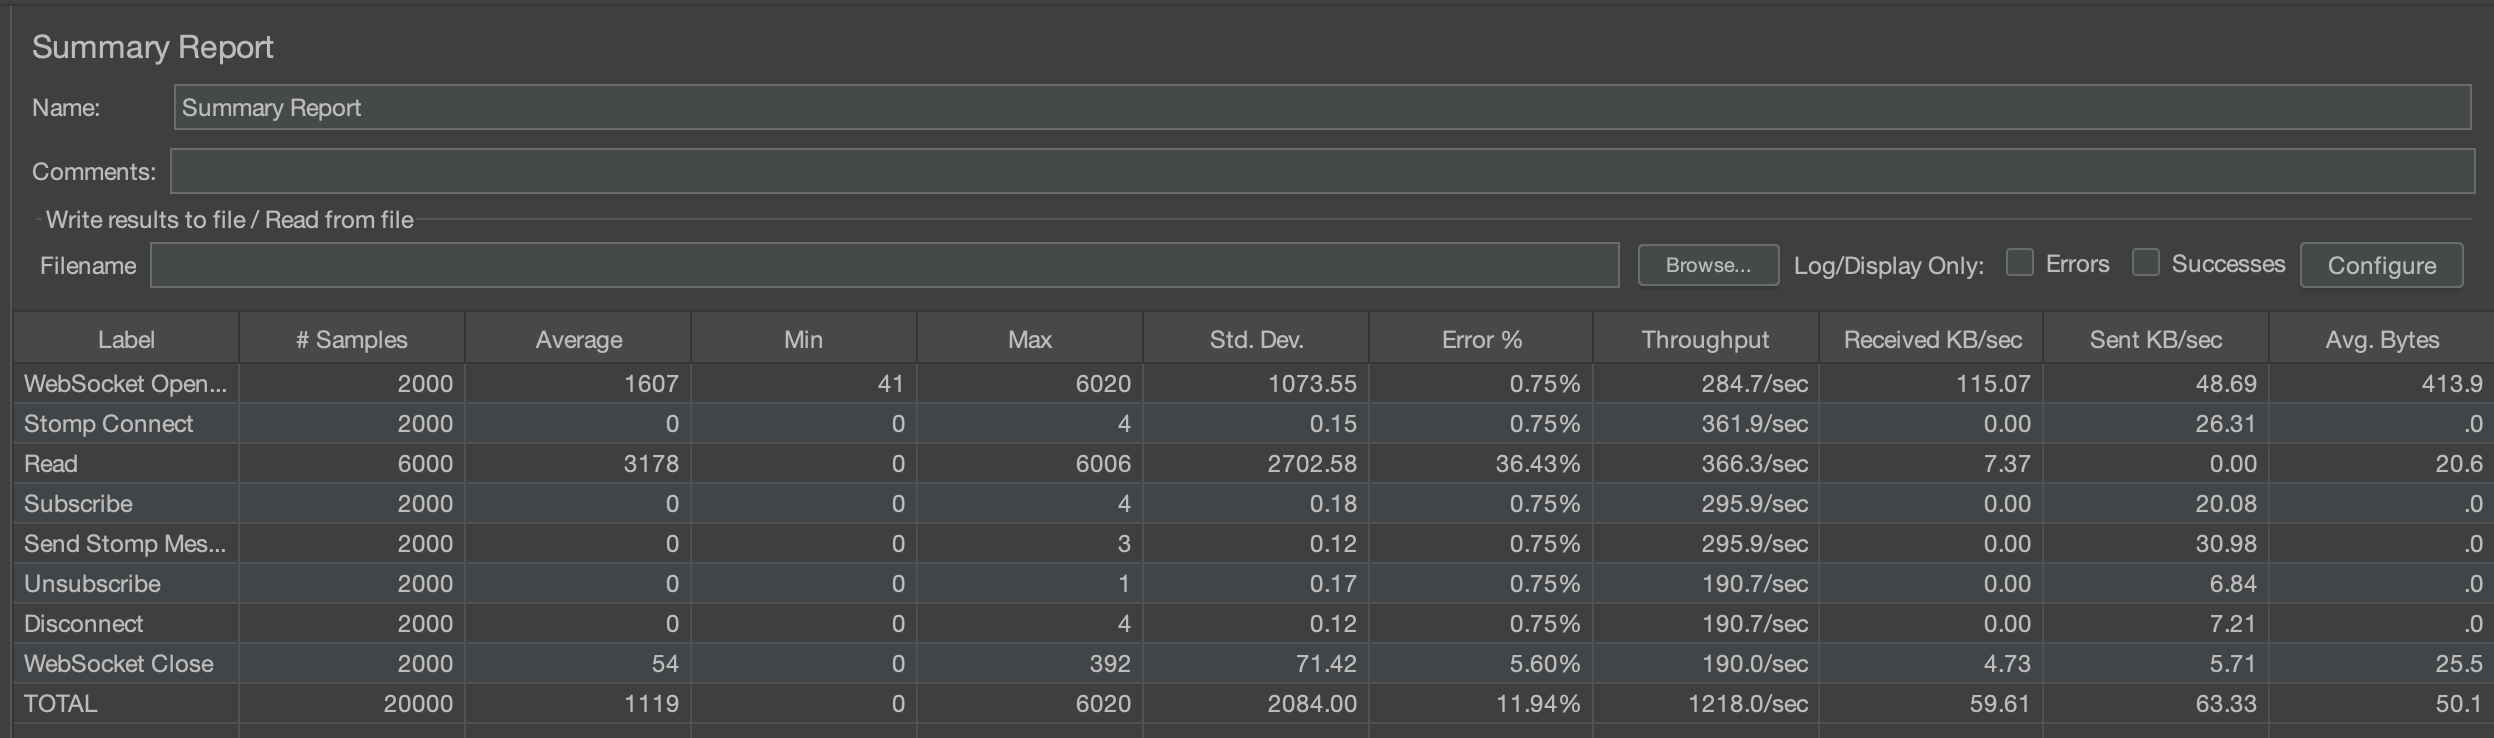 Summary Report
Name: Summary Report
Comments:
Write results to file / Read from file
Filename Browse... Log/Display Only: Errors Successes Configure
Label # Samples Average Min Max Std. Dev. Error % Throughput Received KB/sec Sent KB/sec Avg. Bytes
WebSocket Open... 2000 1607 41 6020 1073.55 0.75% 284.7/sec 115.07 48.69 413.9
Stomp Connect 2000 0 0 4 0.15 0.75% 361.9/sec 0.00 26.31 .0
Read 6000 3178 0 6006 2702.58 36.43% 366.3/sec 7.37 0.00 20.6
Subscribe 2000 0 0 4 0.18 0.75% 295.9/sec 0.00 20.08 .0
Send Stomp Mes... 2000 0 0 3 0.12 0.75% 295.9/sec 0.00 30.98 .0
Unsubscribe 2000 0 0 1 0.17 0.75% 190.7/sec 0.00 6.84 .0
Disconnect 2000 0 0 4 0.12 0.75% 190.7/sec 0.00 7.21 .0
WebSocket Close 2000 54 0 392 71.42 5.60% 190.0/sec 4.73 5.71 25.5
TOTAL 20000 1119 0 6020 2084.00 11.94% 1218.0/sec 59.61 63.33 50.1